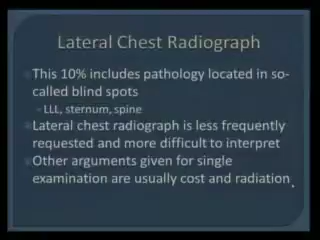 Lateral Chest Radiograph
This 10% includes pathology located in so-
called blind spots
LLL, sternum, spine
Lateral chest radiograph is less frequently
requested and more difficult to interpret
Other arguments given for single
examination are usually cost and radiation